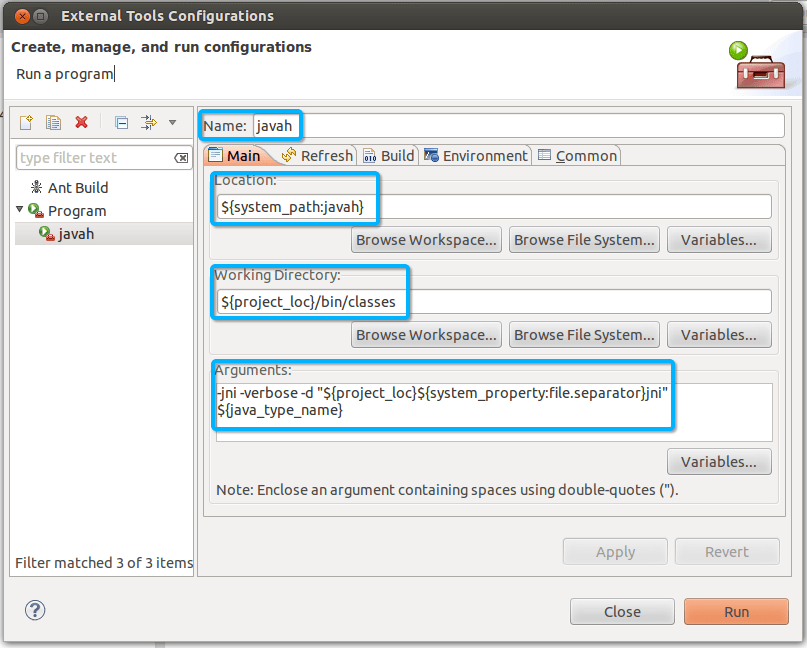 External Tools Configurations
Create, manage, and run configurations
Run a program
type filter text
Ant Build
Program
javah
Filter matched 3 of 3 items
Name: javah
Main Refresh Build Environment Common
Location:
${system_path:javah}
Browse Workspace... Browse File System... Variables...
Working Directory:
${project_loc}/bin/classes
Browse Workspace... Browse File System... Variables...
Arguments:
-jni -verbose -d "${project_loc}${system_property:file.separator}jni"
${java_type_name}
Variables...
Note: Enclose an argument containing spaces using double-quotes (").
Apply Revert
? Close Run